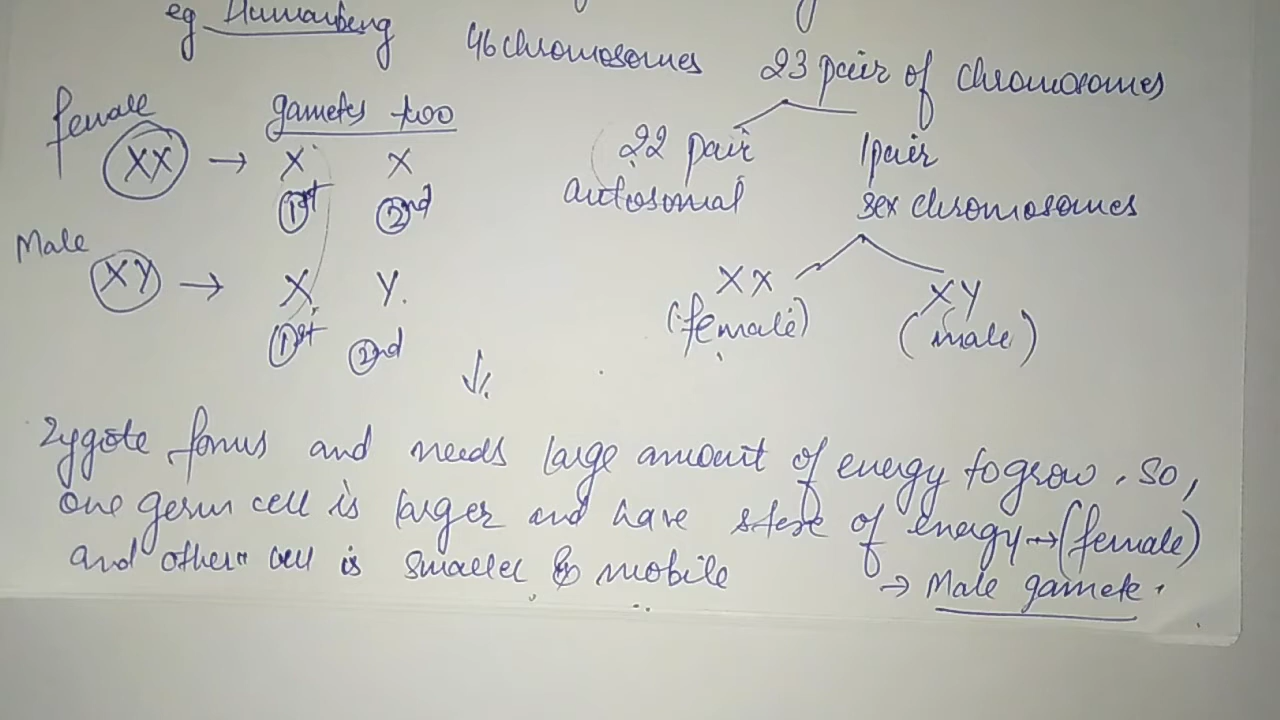 eg Humanbeng 46 chromosomes 23 pair of chromosomes
female gametes too
XX → X X
1st 2nd
22 pair 1 pair
autosomal sex chromosomes
Male
XY → X Y.
1st 2nd
XX XY
(female) (male)
↓
Zygote forms and needs large amount of energy to grow. So,
one germ cell is larger and have store of energy → (female)
and other cell is smaller & mobile → Male gamete.